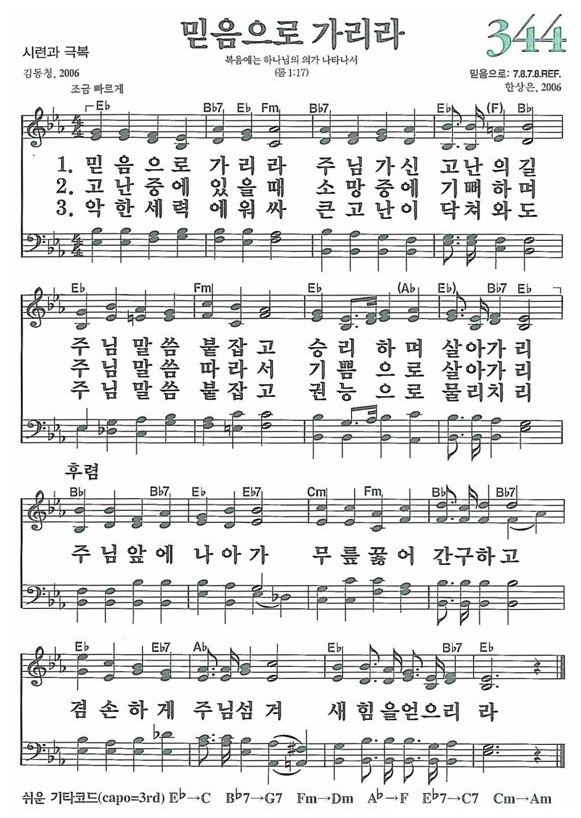 믿음으로 가리라
344
시련과 극복
복음에는 하나님의 의가 나타나서
(롬 1:17)
김동청, 2006
믿음으로: 7.8.7.8.REF.
한상은, 2006
조금 빠르게
E♭ B♭7 E♭ Fm B♭7 E♭ (F) B♭
1. 믿음으로 가리라 주님가신 고난의길
2. 고난중에 있을때 소망중에 기뻐하며
3. 악한세력 에워싸 큰고난이 닥쳐와도
E♭ Fm E♭ (A♭ E♭) B♭7 E♭
주님말씀 붙잡고 승리하며 살아가리
주님말씀 따라서 기쁨으로 살아가리
주님말씀 붙잡고 권능으로 물리치리
후렴
B♭ B♭7 E♭ E♭7 Cm Fm B♭ B♭7
주님앞에 나아가 무릎꿇어 간구하고
E♭ E♭7 A♭ E♭ B♭7 E♭
겸손하게 주님섬겨 새힘을얻으리라
쉬운 기타코드(capo=3rd) E♭→C B♭7→G7 Fm→Dm A♭→F E♭7→C7 Cm→Am